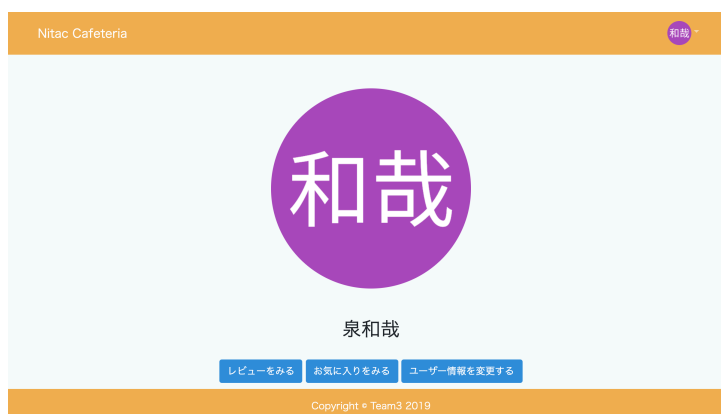 Nitac Cafeteria 和哉
和哉
泉和哉
レビューをみる お気に入りをみる ユーザー情報を変更する
Copyright © Team3 2019